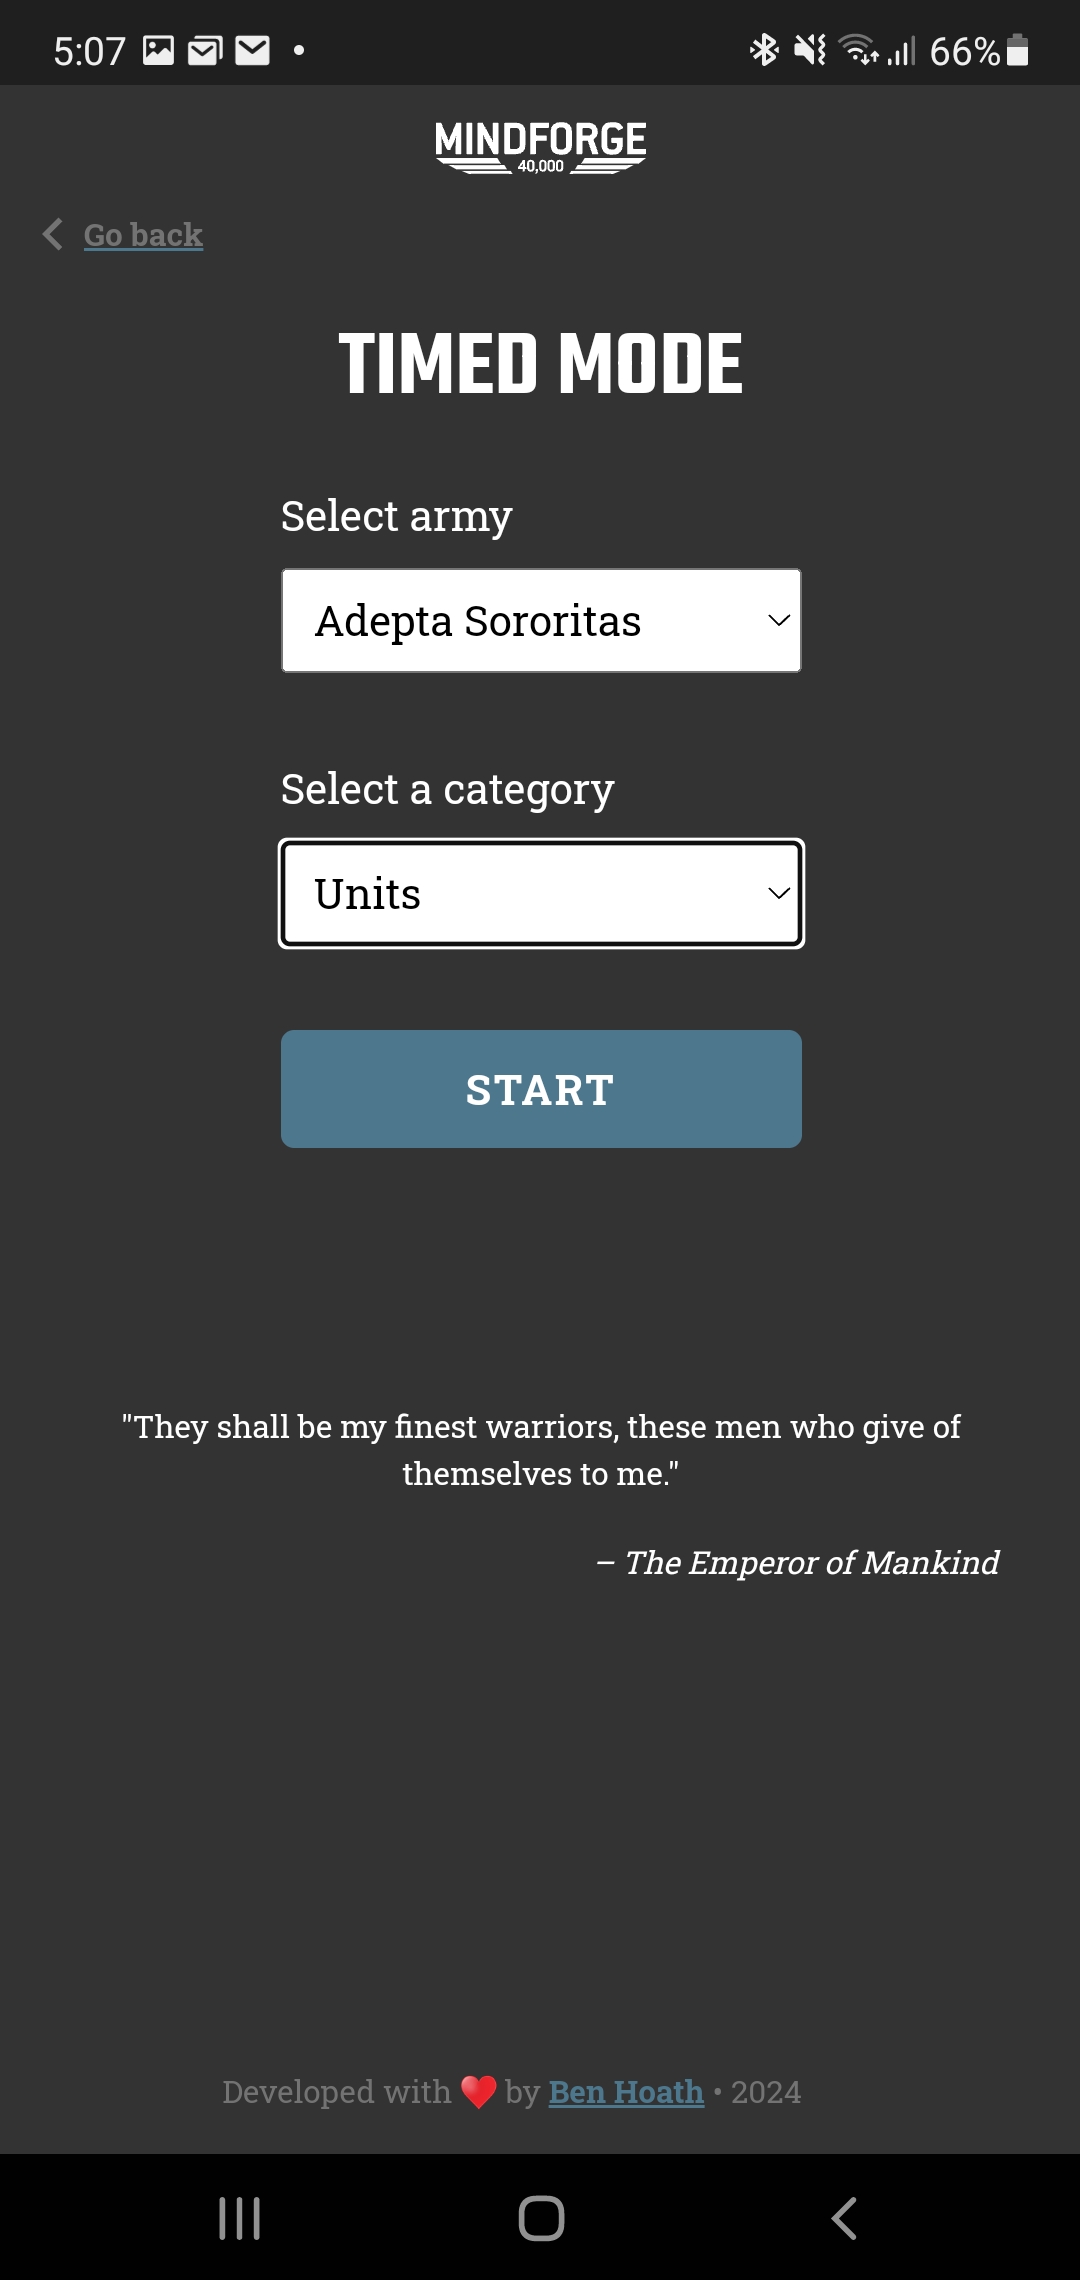 5:07
66%
MINDFORGE
40,000
Go back
TIMED MODE
Select army
Adepta Sororitas
Select a category
Units
START
"They shall be my finest warriors, these men who give of
themselves to me."
– The Emperor of Mankind
Developed with ❤️ by Ben Hoath • 2024